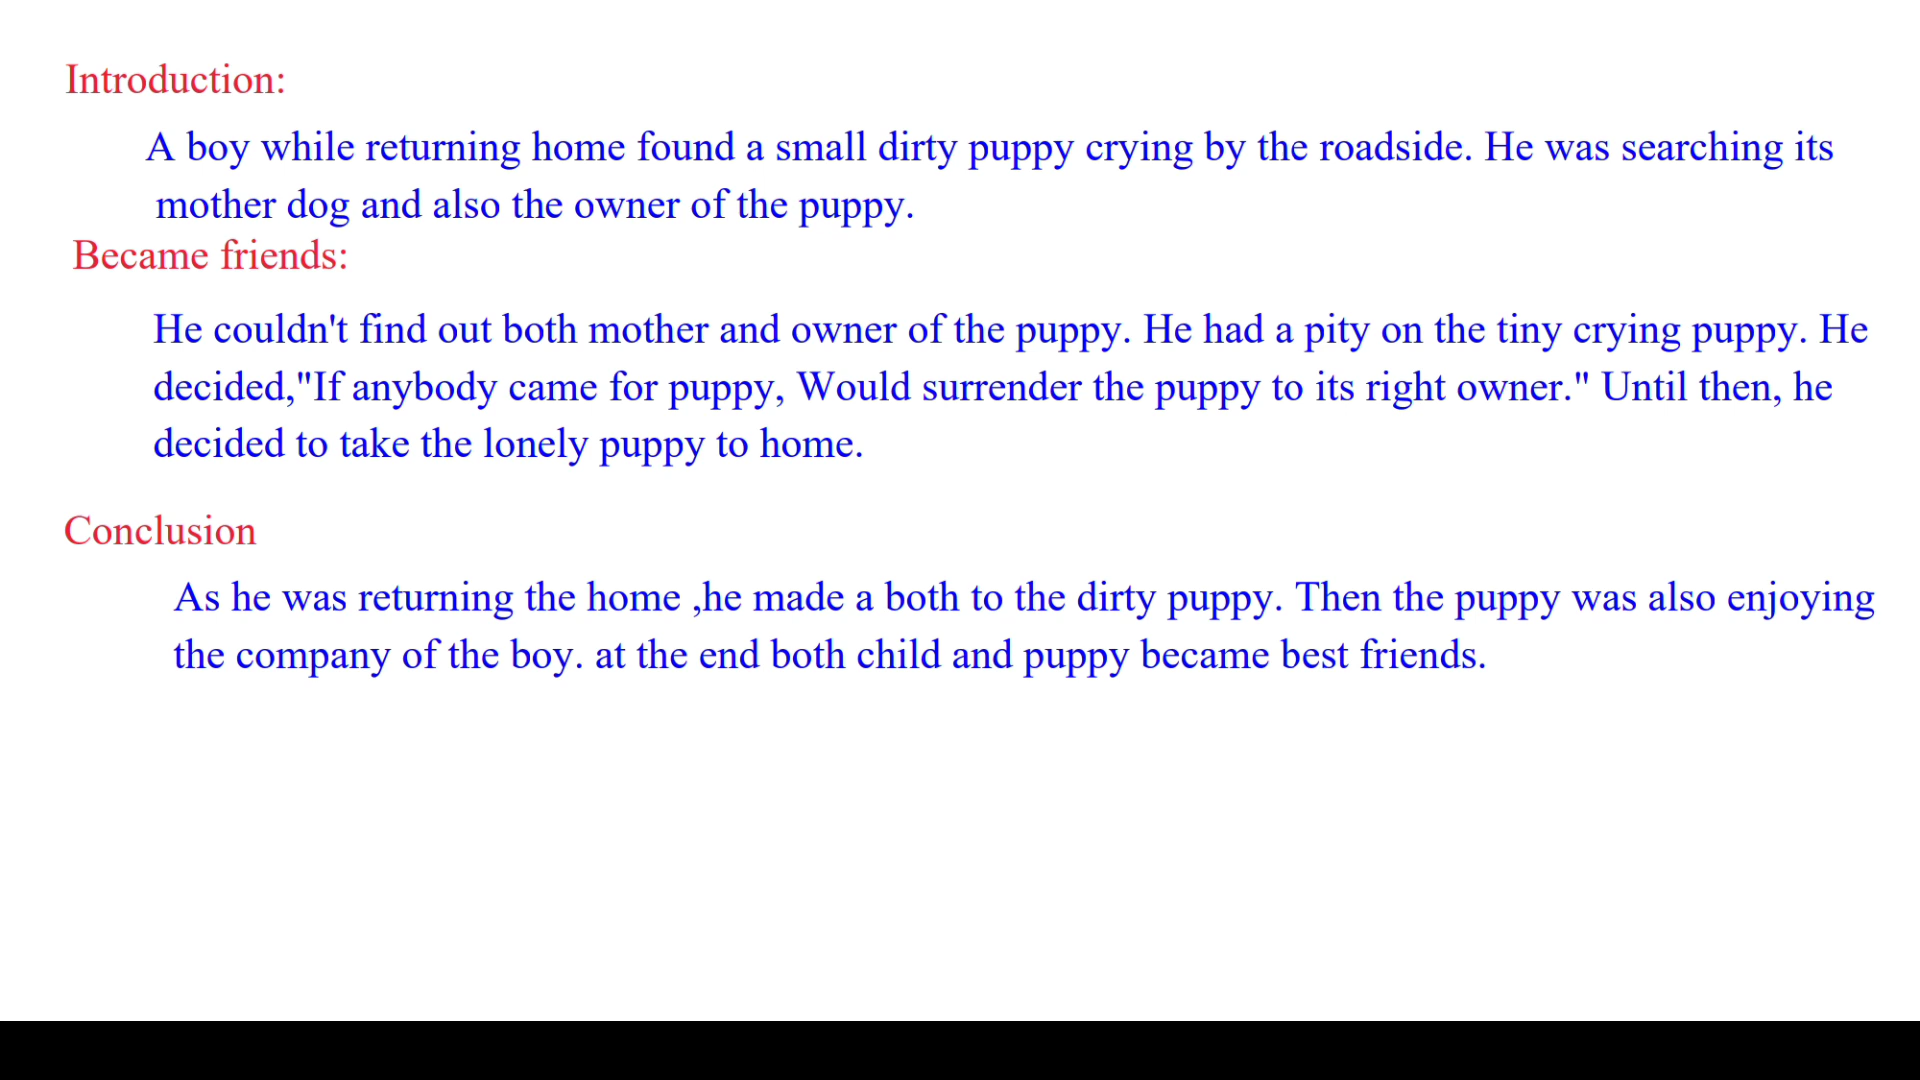 Introduction:
A boy while returning home found a small dirty puppy crying by the roadside. He was searching its
mother dog and also the owner of the puppy.
Became friends:
He couldn't find out both mother and owner of the puppy. He had a pity on the tiny crying puppy. He
decided,"If anybody came for puppy, Would surrender the puppy to its right owner." Until then, he
decided to take the lonely puppy to home.
Conclusion
As he was returning the home ,he made a both to the dirty puppy. Then the puppy was also enjoying
the company of the boy. at the end both child and puppy became best friends.